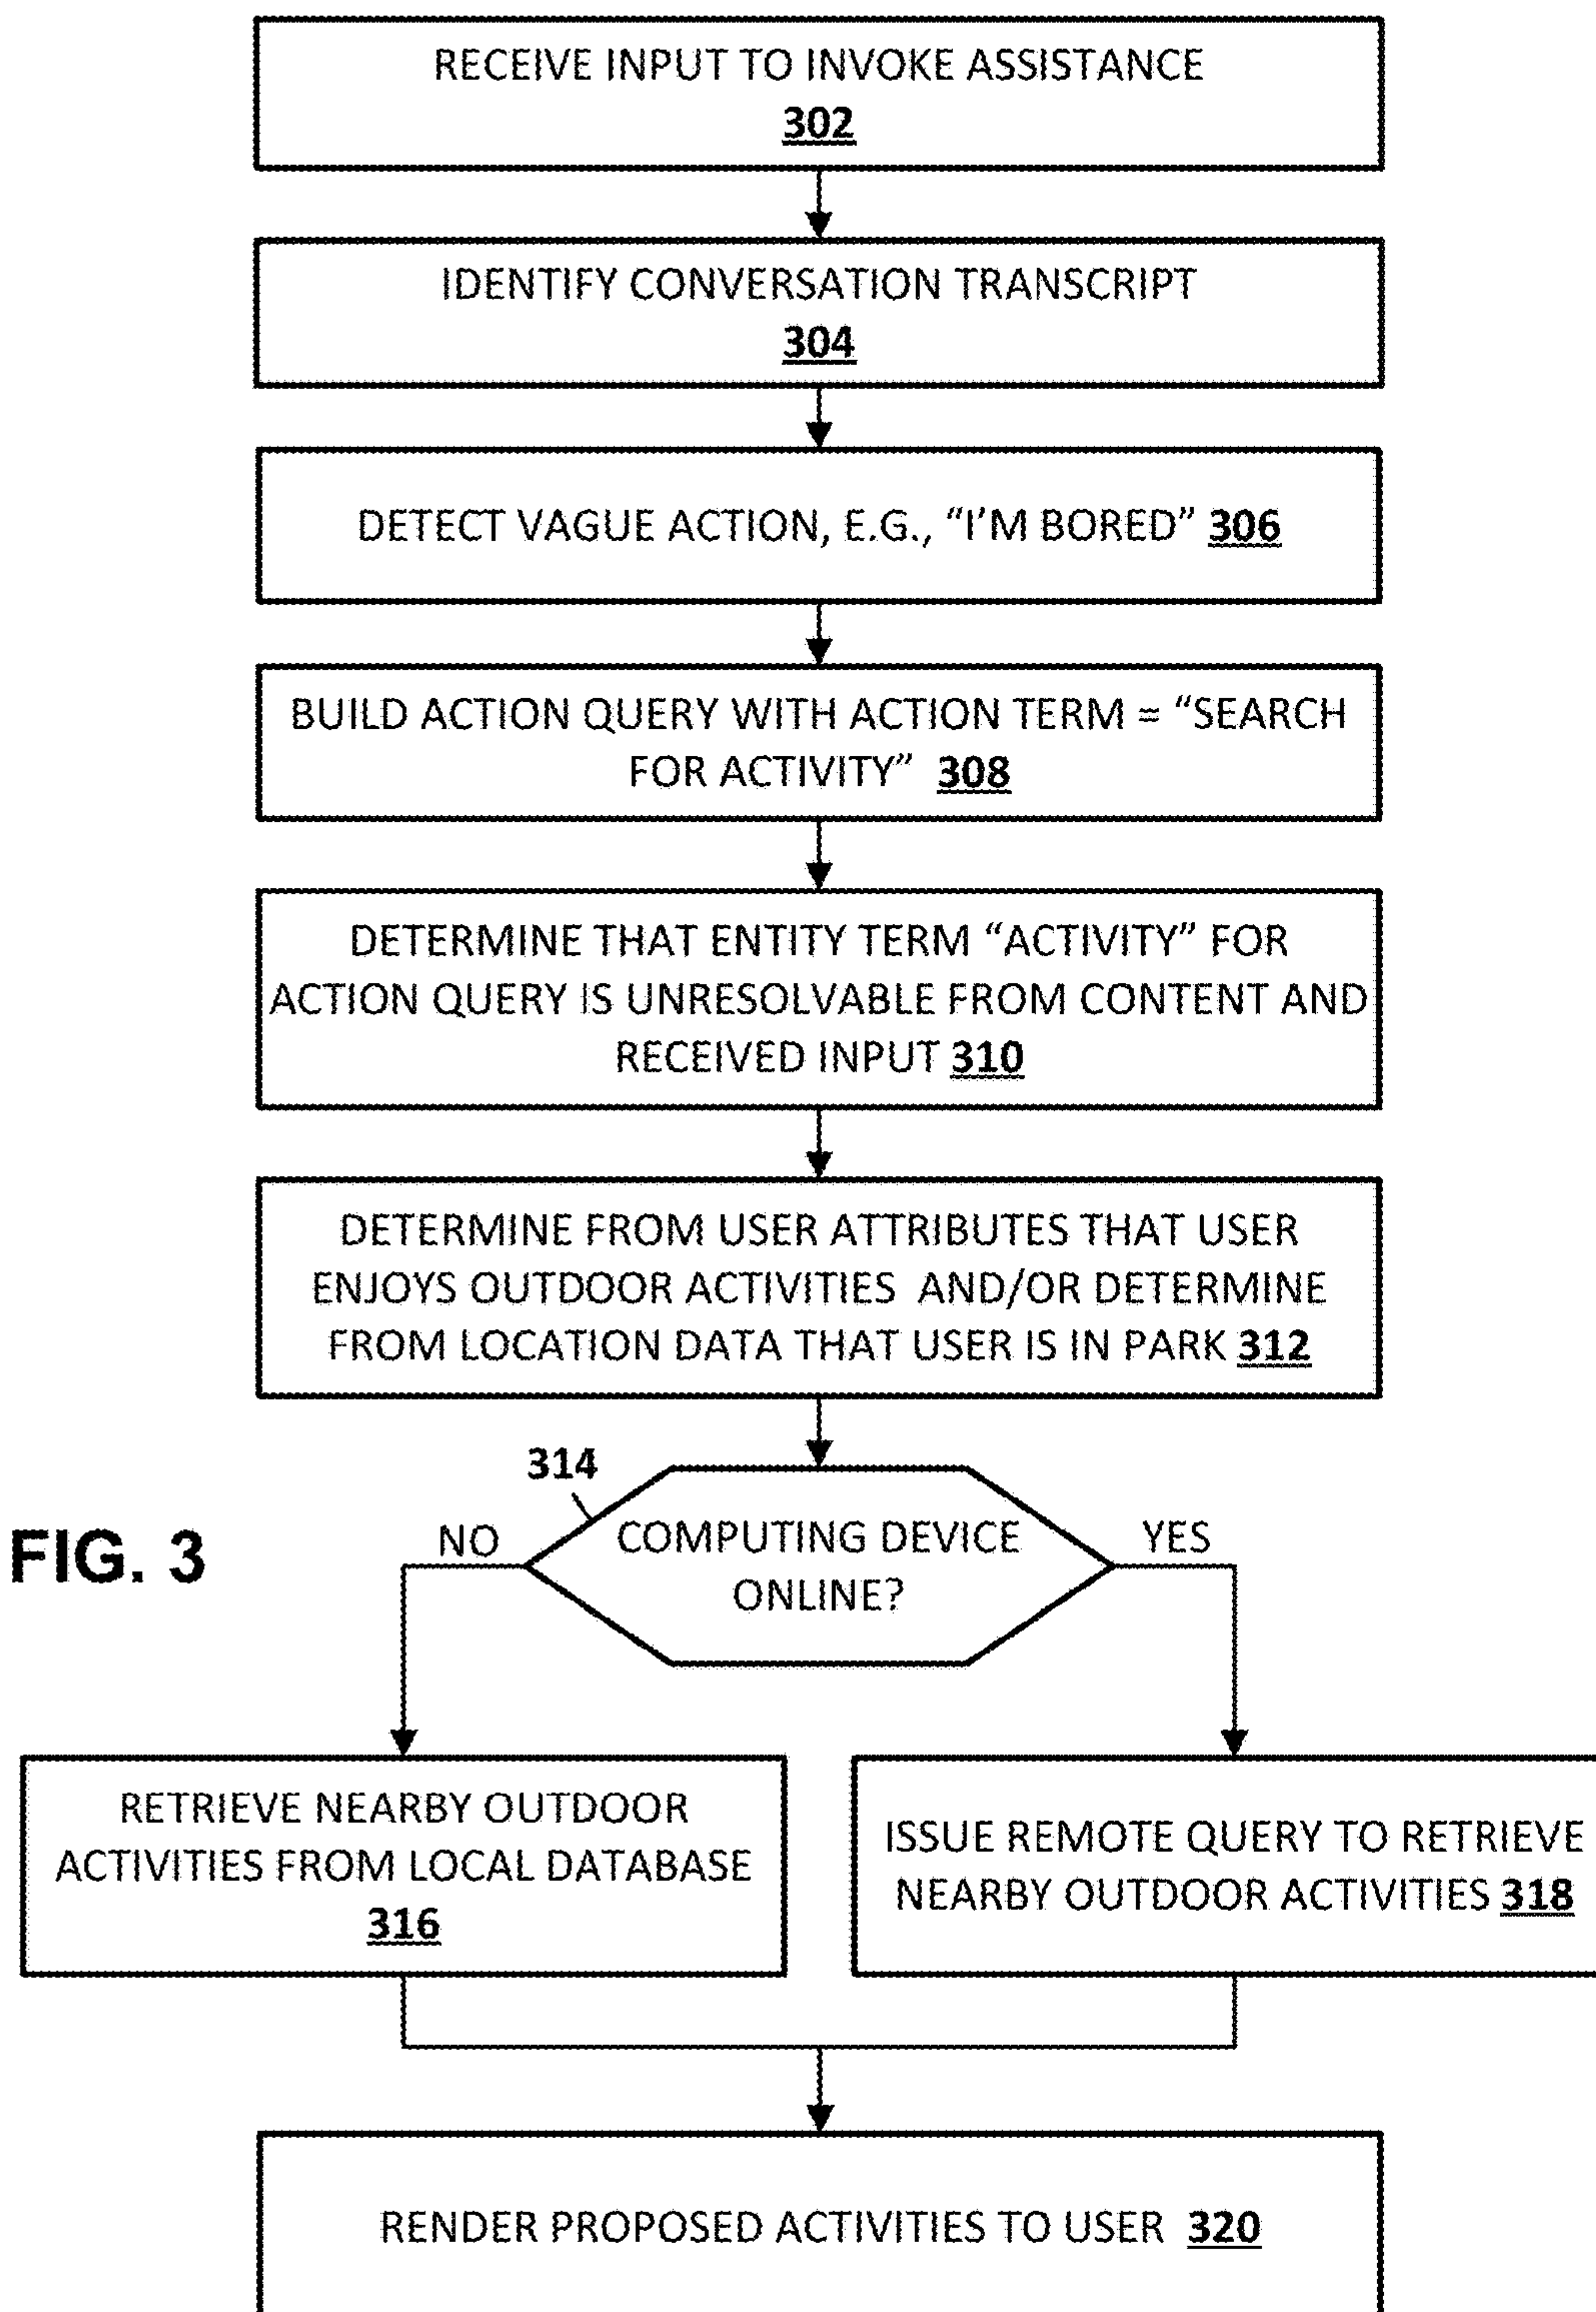 RECEIVE INPUT TO INVOKE ASSISTANCE
302
IDENTIFY CONVERSATION TRANSCRIPT
304
DETECT VAGUE ACTION, E.G., “I’M BORED” 306
BUILD ACTION QUERY WITH ACTION TERM = “SEARCH
FOR ACTIVITY” 308
DETERMINE THAT ENTITY TERM “ACTIVITY” FOR
ACTION QUERY IS UNRESOLVABLE FROM CONTENT AND
RECEIVED INPUT 310
DETERMINE FROM USER ATTRIBUTES THAT USER
ENJOYS OUTDOOR ACTIVITIES AND/OR DETERMINE
FROM LOCATION DATA THAT USER IS IN PARK 312
314
FIG. 3
NO
COMPUTING DEVICE
ONLINE?
YES
RETRIEVE NEARBY OUTDOOR
ACTIVITIES FROM LOCAL DATABASE
316
ISSUE REMOTE QUERY TO RETRIEVE
NEARBY OUTDOOR ACTIVITIES 318
RENDER PROPOSED ACTIVITIES TO USER 320